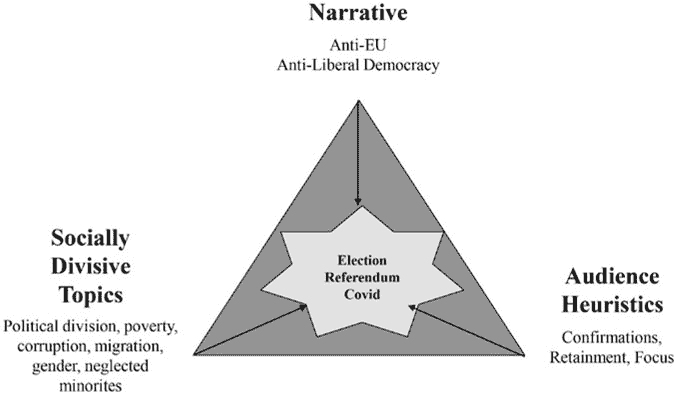 Narrative
Anti-EU
Anti-Liberal Democracy
Election
Referendum
Covid
Socially
Divisive
Topics
Political division, poverty,
corruption, migration,
gender, neglected
minorites
Audience
Heuristics
Confirmations,
Retainment, Focus